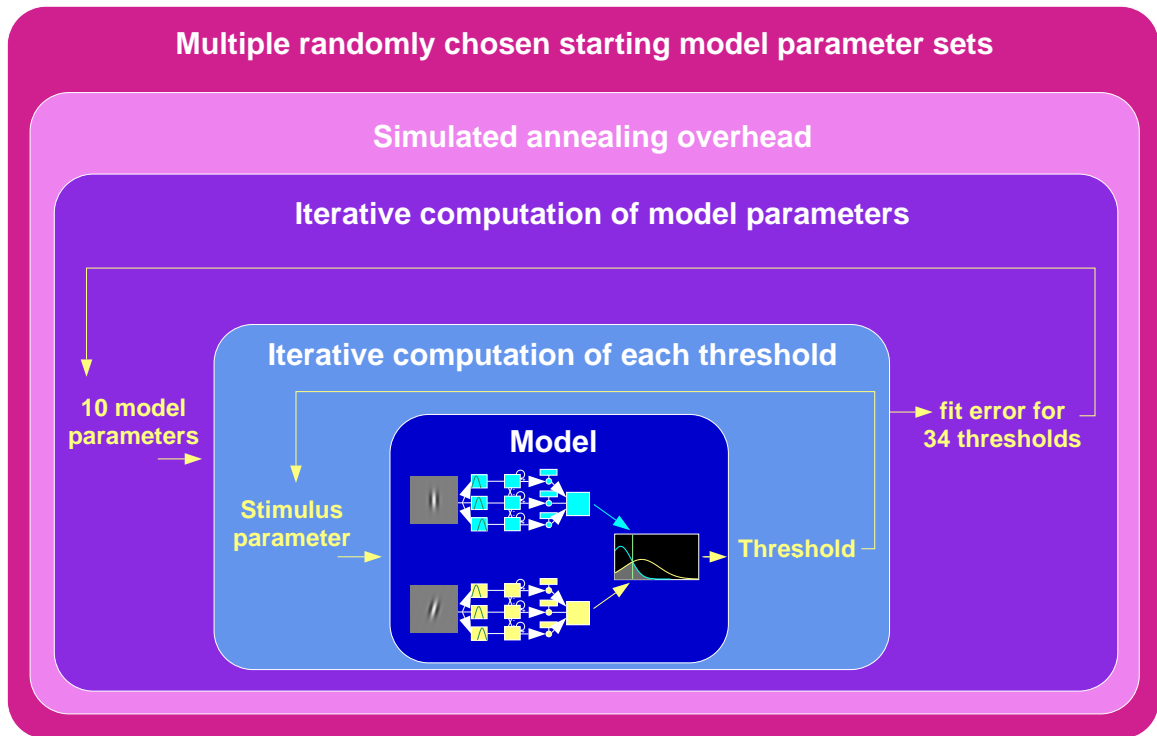 Multiple randomly chosen starting model parameter sets
Simulated annealing overhead
Iterative computation of model parameters
Iterative computation of each threshold
10 model
parameters
fit error for
34 thresholds
Model
Stimulus
parameter
Threshold